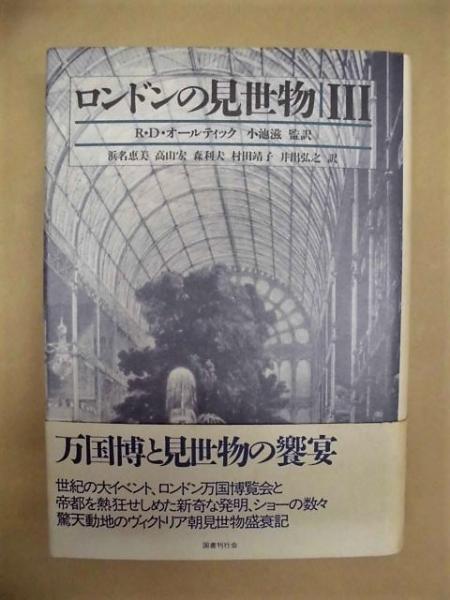 ロンドンの見世物 III
R・D・オールティック 小池滋 監訳
浜名恵美 高山宏 森利夫 村田靖子 井出弘之 訳
万国博と見世物の饗宴
世紀の大イベント、ロンドン万国博覧会と
帝都を熱狂せしめた新奇な発明、ショーの数々
驚天動地のヴィクトリア朝見世物盛衰記
国書刊行会